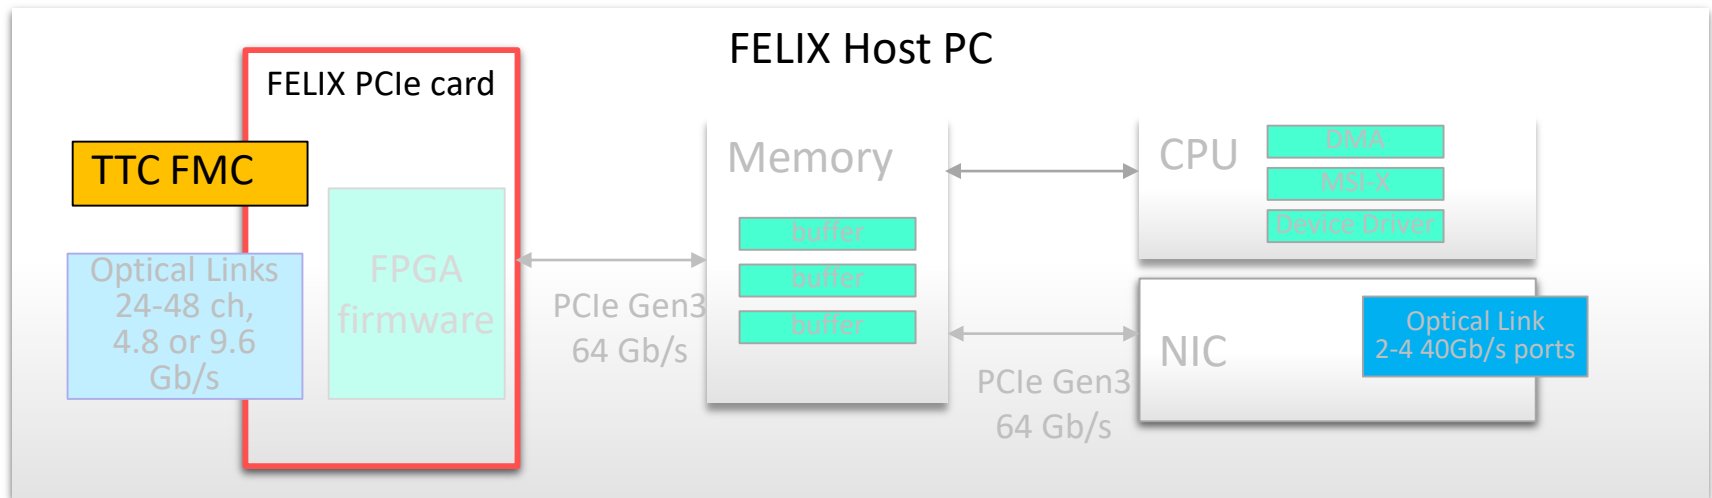 FELIX Host PC
FELIX PCIe card
TTC FMC
Optical Links
24-48 ch,
4.8 or 9.6
Gb/s
FPGA
firmware
PCIe Gen3
64 Gb/s
Memory
buffer
buffer
buffer
PCIe Gen3
64 Gb/s
CPU
DMA
MSI-X
Device Driver
NIC
Optical Link
2-4 40Gb/s ports